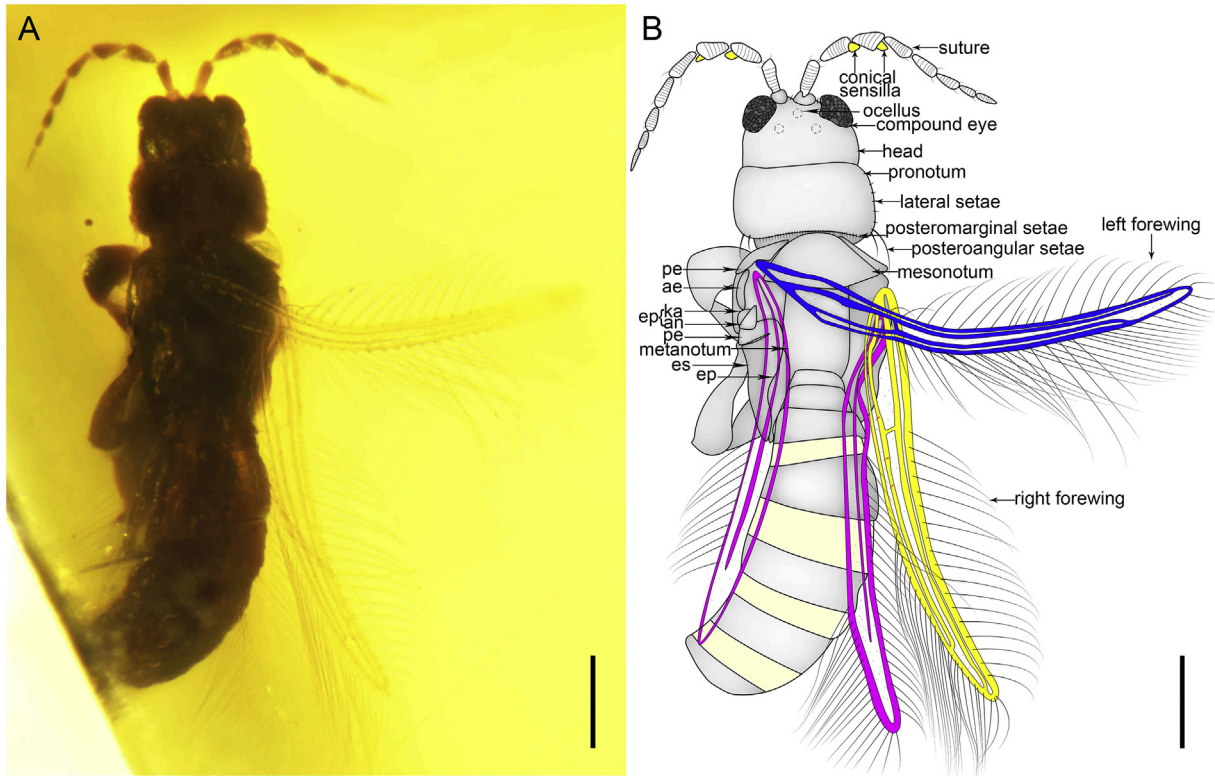 A
B
suture
conical
sensilla
ocellus
compound eye
head
pronotum
lateral setae
posteromarginal setae
left forewing
posteroangular setae
pe
mesonotum
ae
ka
epl
an
pe
metanotum
es
ep
right forewing